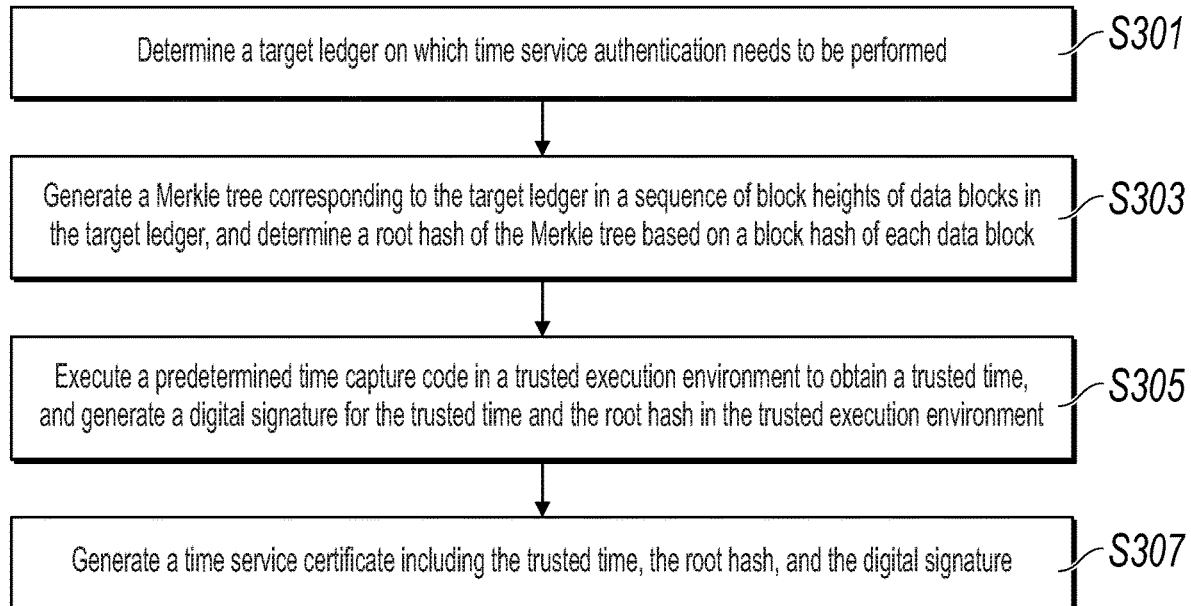 Determine a target ledger on which time service authentication needs to be performed
S301
Generate a Merkle tree corresponding to the target ledger in a sequence of block heights of data blocks in
the target ledger, and determine a root hash of the Merkle tree based on a block hash of each data block
S303
Execute a predetermined time capture code in a trusted execution environment to obtain a trusted time,
and generate a digital signature for the trusted time and the root hash in the trusted execution environment
S305
Generate a time service certificate including the trusted time, the root hash, and the digital signature
S307